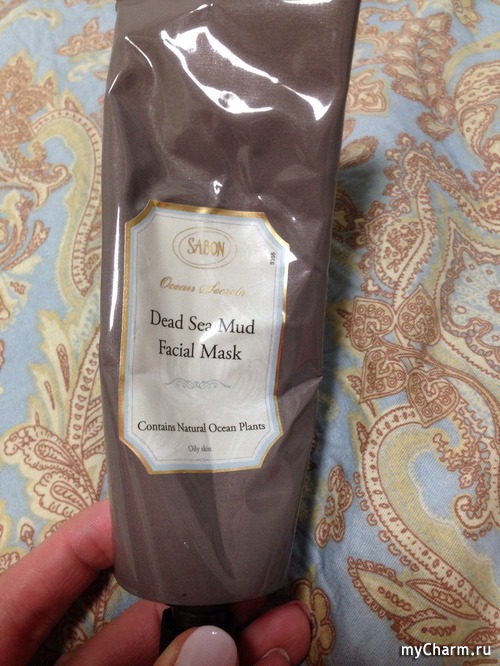 SABON
Ocean Secrets
Dead Sea Mud
Facial Mask
Contains Natural Ocean Plants
Oily skin
myCharm.ru